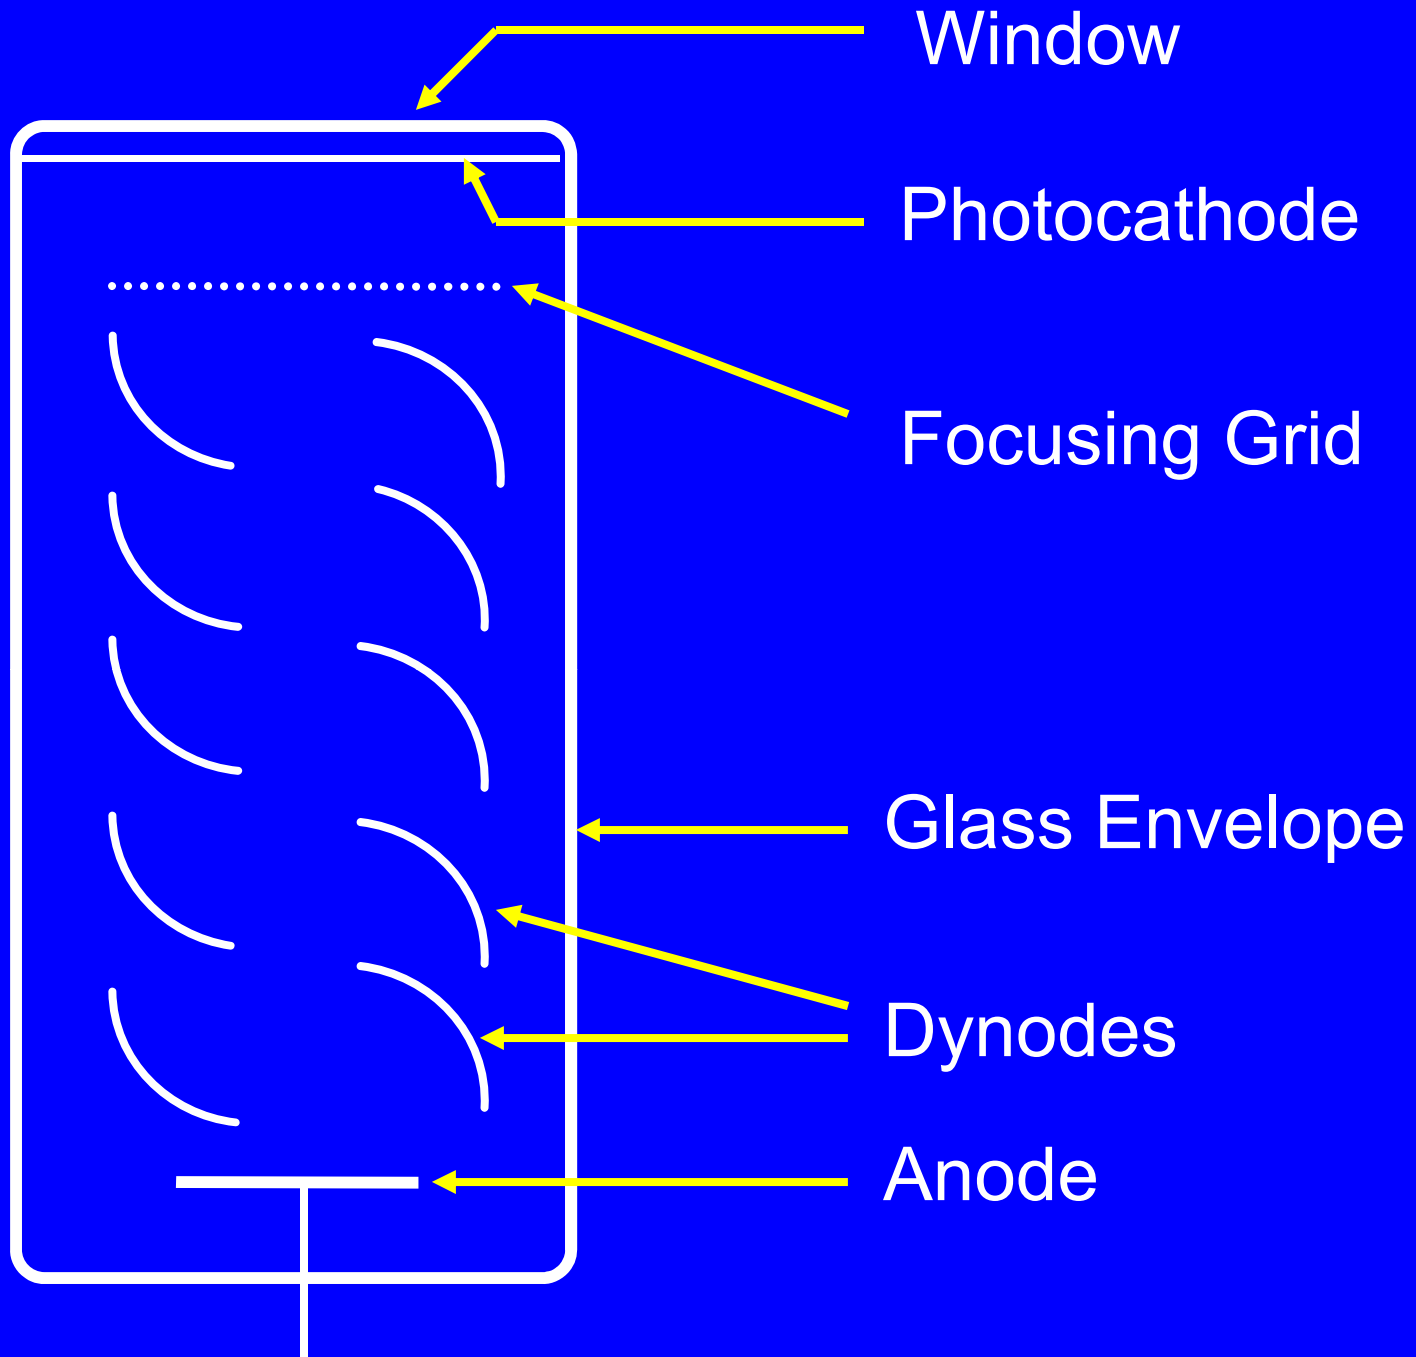 Window
Photocathode
Focusing Grid
Glass Envelope
Dynodes
Anode